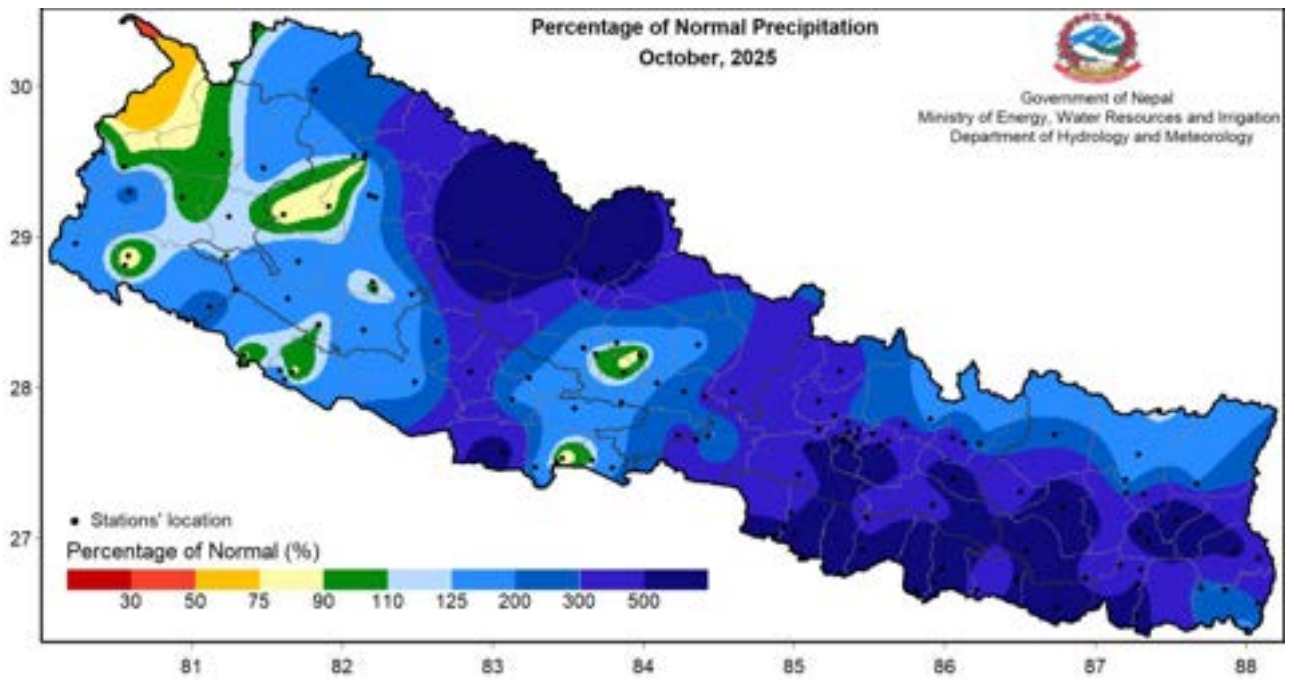 Percentage of Normal Precipitation
October, 2025
Government of Nepal
Ministry of Energy, Water Resources and Irrigation
Department of Hydrology and Meteorology
30
29
28
27
Stations' location
Percentage of Normal (%)
30 50 75 90 110 125 200 300 500
81 82 83 84 85 86 87 88